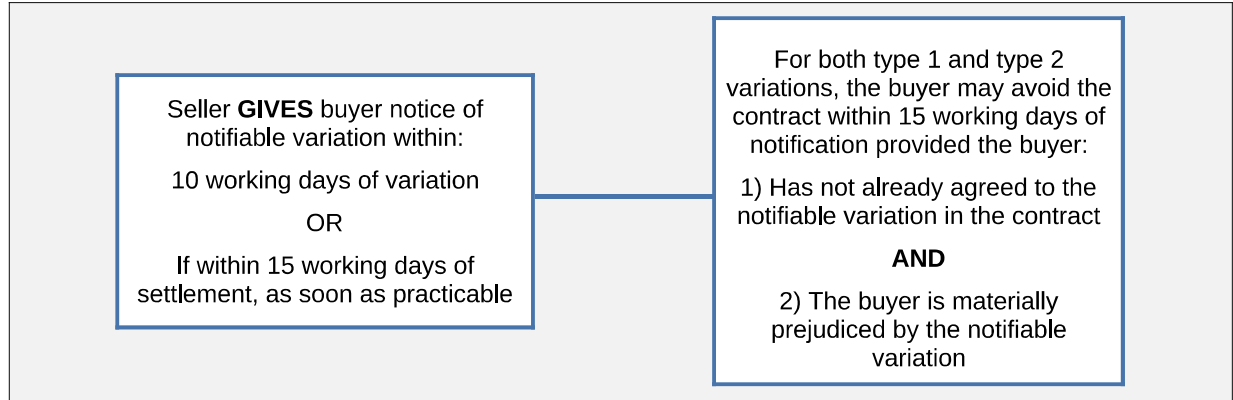 Seller GIVES buyer notice of
notifiable variation within:
10 working days of variation
OR
If within 15 working days of
settlement, as soon as practicable
For both type 1 and type 2
variations, the buyer may avoid the
contract within 15 working days of
notification provided the buyer:
1) Has not already agreed to the
notifiable variation in the contract
AND
2) The buyer is materially
prejudiced by the notifiable
variation